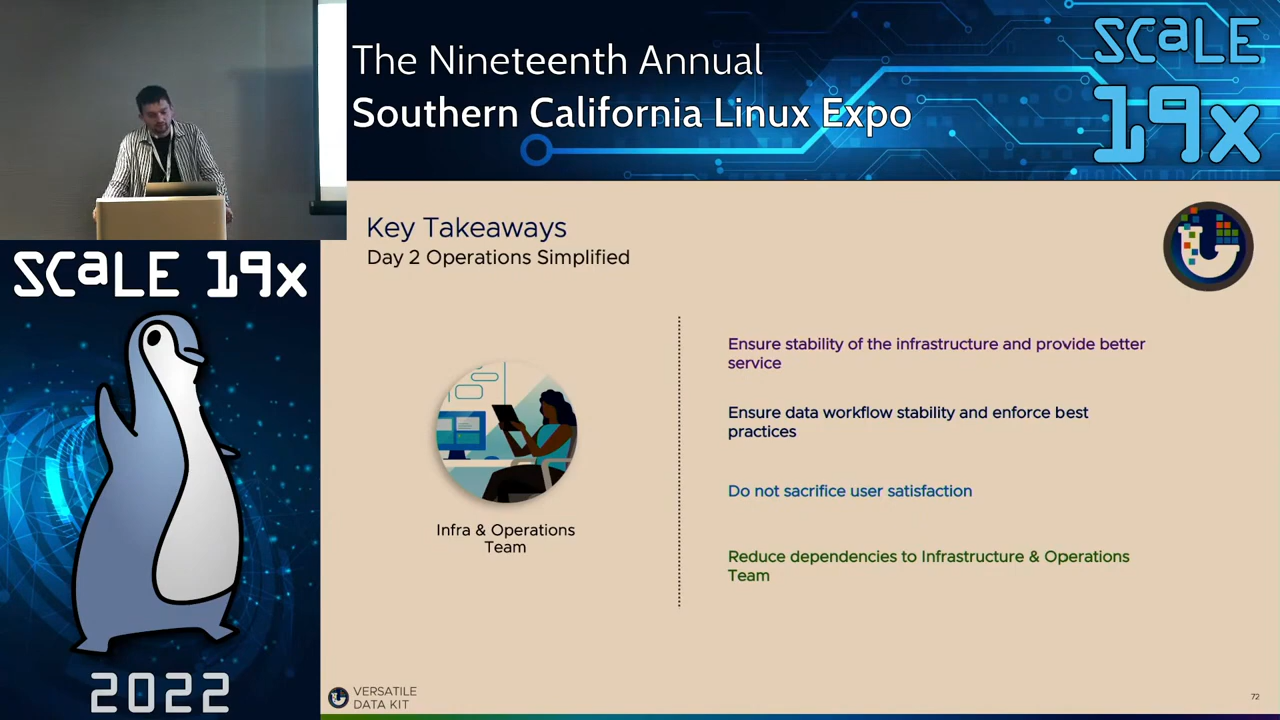 The Nineteenth Annual
Southern California Linux Expo
SCaLE
19x
SCaLE 19x
2022
Key Takeaways
Day 2 Operations Simplified
Infra & Operations
Team
Ensure stability of the infrastructure and provide better
service
Ensure data workflow stability and enforce best
practices
Do not sacrifice user satisfaction
Reduce dependencies to Infrastructure & Operations
Team
VERSATILE
DATA KIT
72